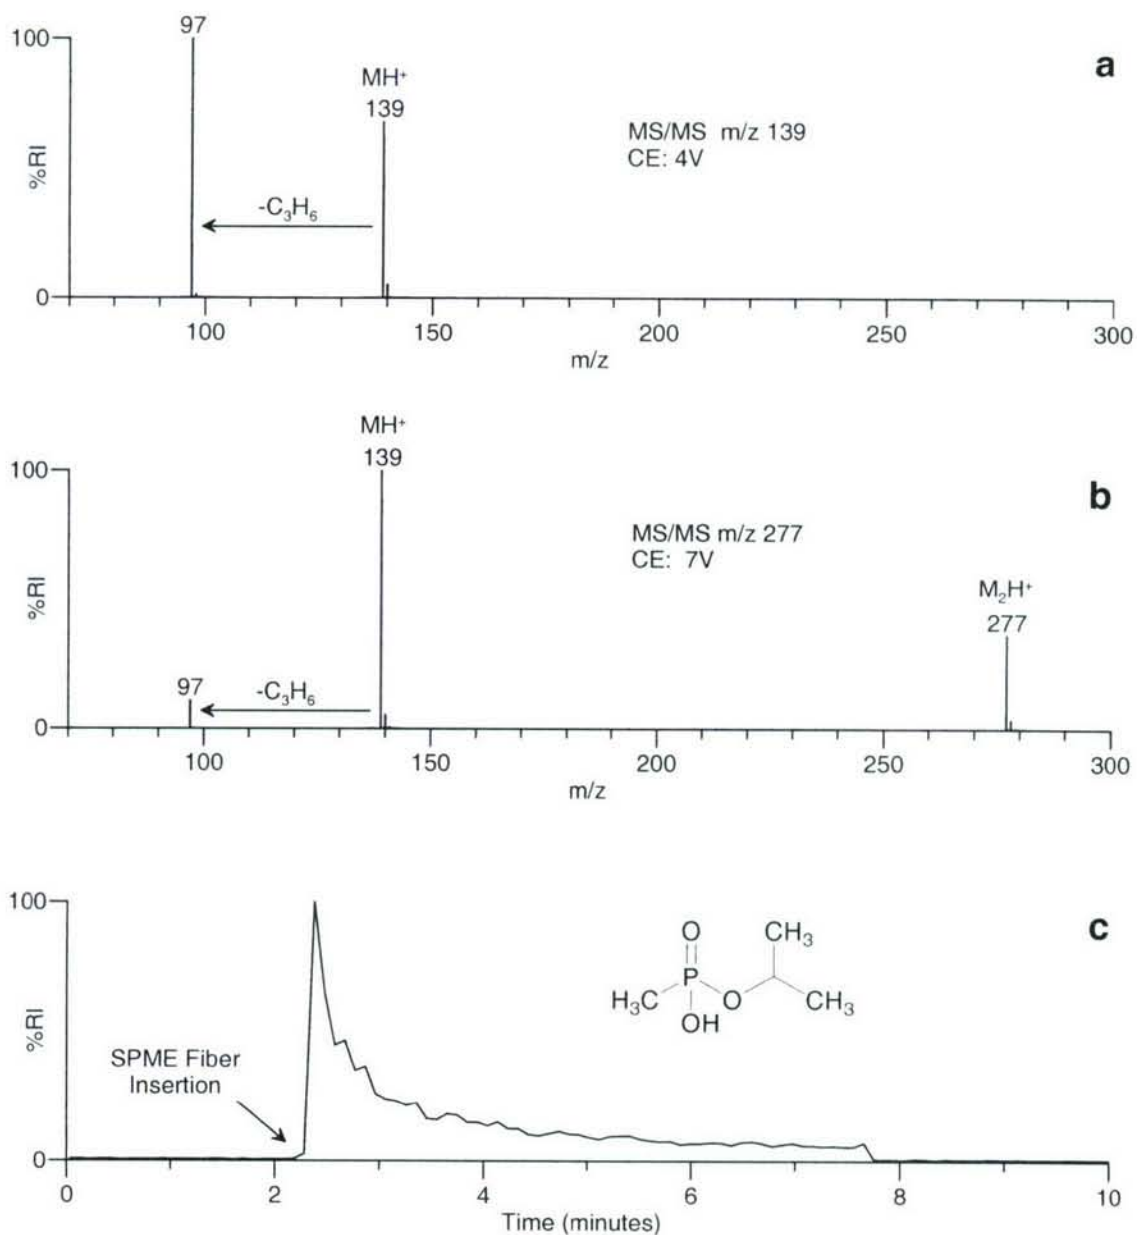 a
97
100
MH⁺
139
MS/MS m/z 139
CE: 4V
%RI
-C₃H₆
0
100 150 200 250 300
m/z
b
MH⁺
139
100
MS/MS m/z 277
CE: 7V
M₂H⁺
277
%RI
97
-C₃H₆
0
100 150 200 250 300
m/z
c
100
O CH₃
P
H₃C O CH₃
OH
%RI
SPME Fiber
Insertion
0
0 2 4 6 8 10
Time (minutes)